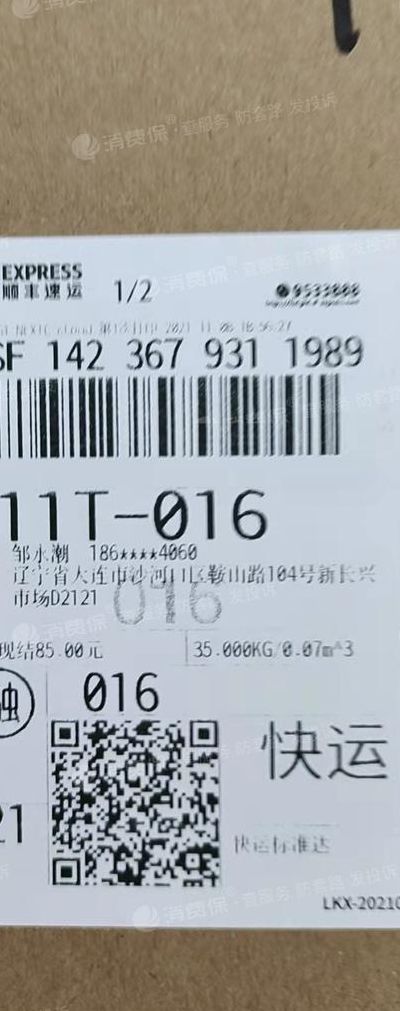 消费保 查服务 防套路 发投诉
EXPRESS
顺丰速运
1/2
9533888
SF 142 367 931 1989
11T-016
邹永潮 186****4060
辽宁省大连市沙河口区鞍山路104号新长兴
市场D2121
016
现结85.00元
35.000KG/0.07m^3
016
快运
21
快运标准达
LKX-20210